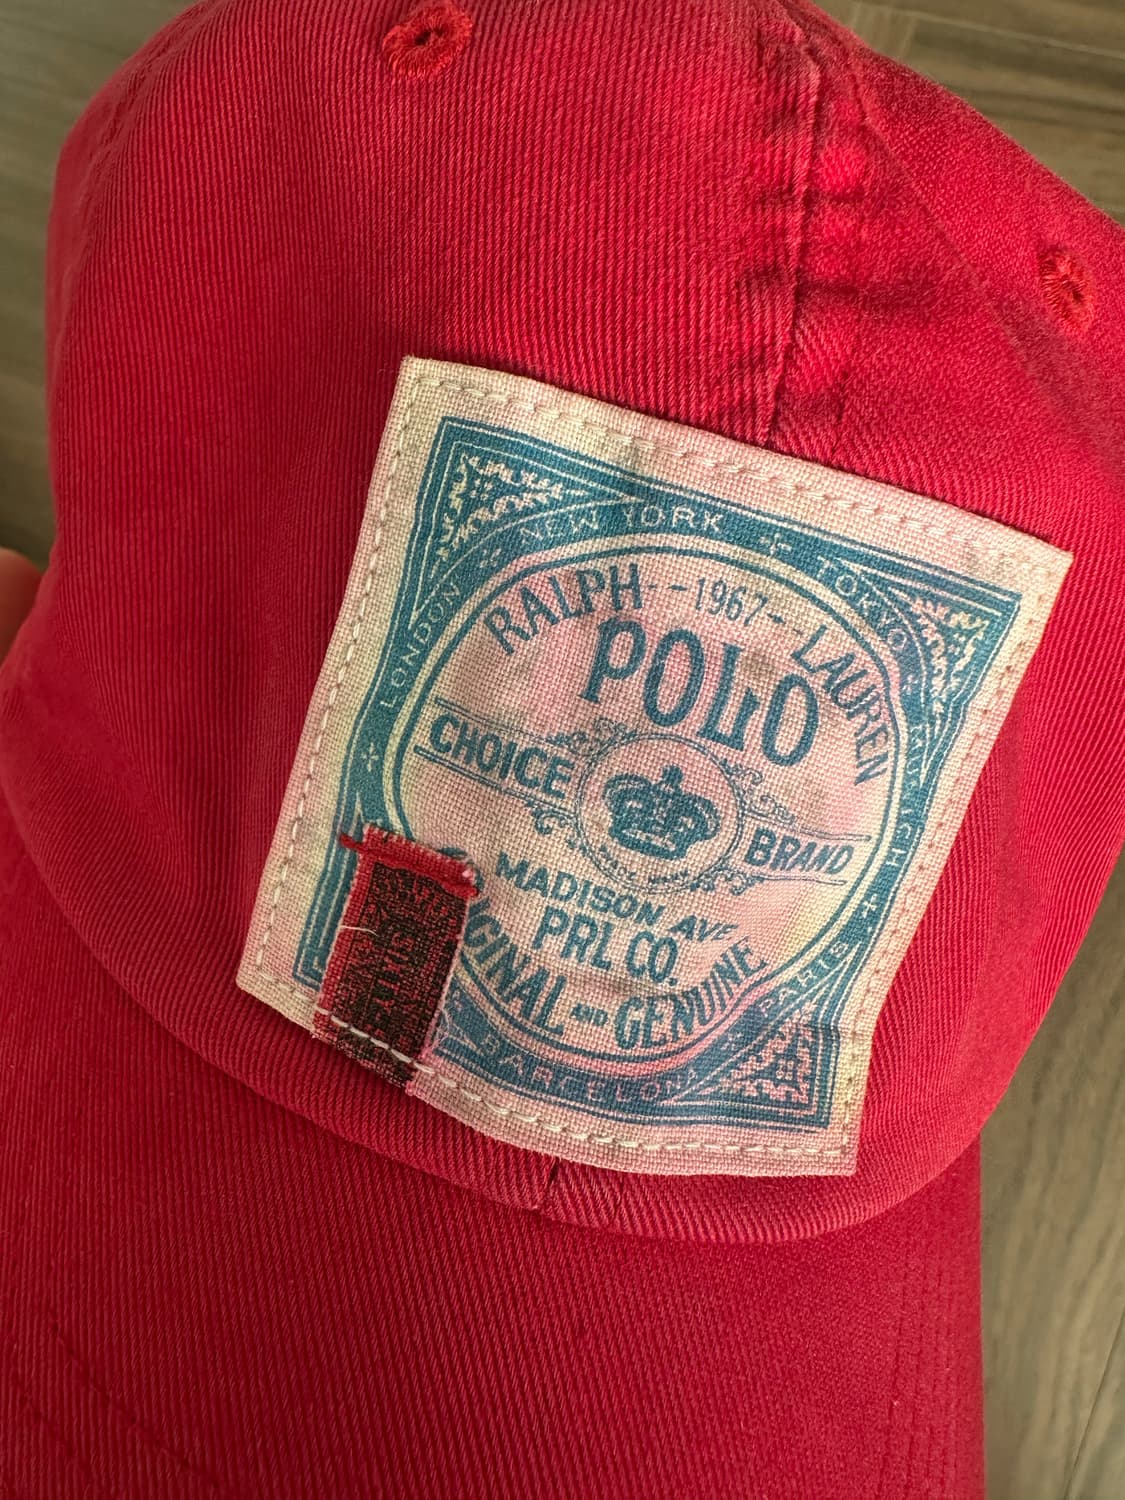 NEW YORK
TOKYO
LONDON
MUNICH
RALPH--1967--LAUREN
POLO
CHOICE
BRAND
MADISON AVE
PRL CO.
GINAL AND GENUINE
PARIS
BARCELONA